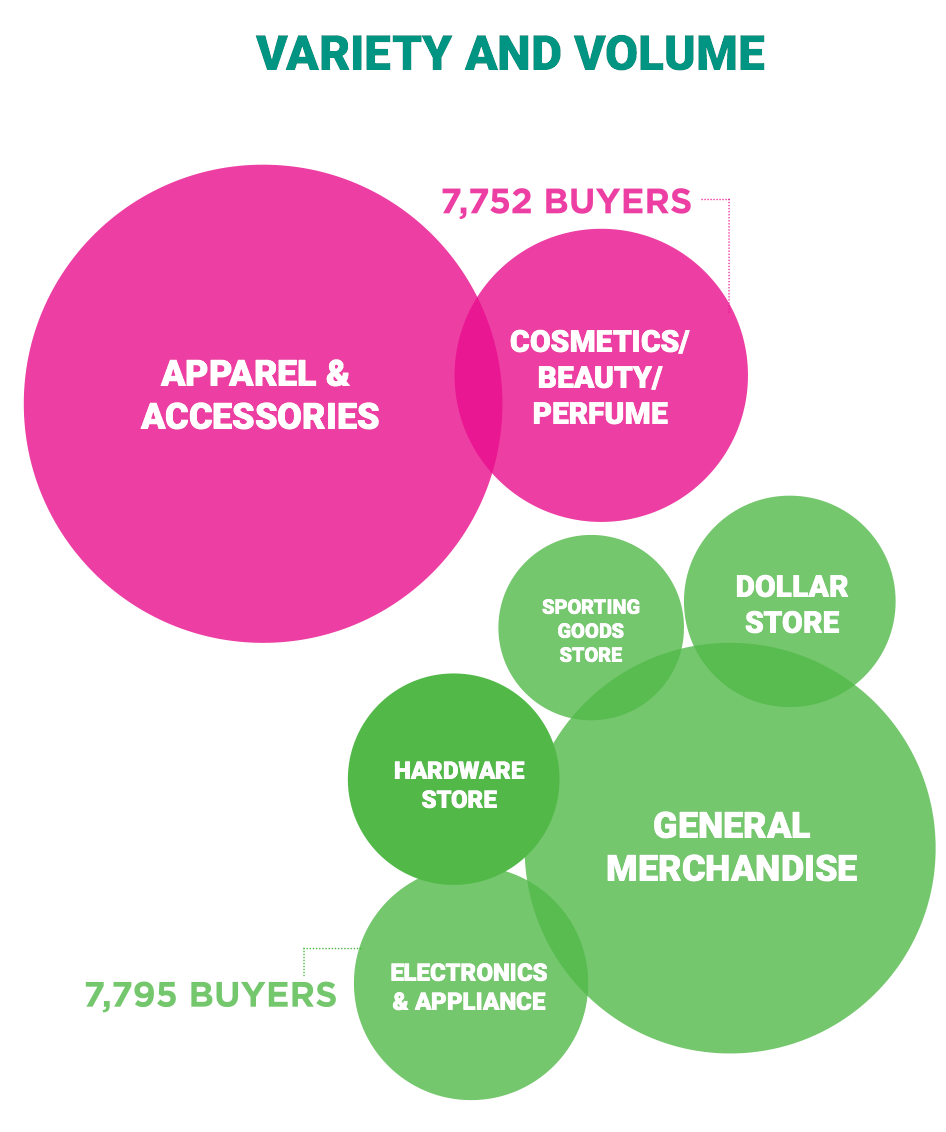 VARIETY AND VOLUME
7,752 BUYERS
APPAREL &
ACCESSORIES
COSMETICS/
BEAUTY/
PERFUME
SPORTING
GOODS
STORE
DOLLAR
STORE
HARDWARE
STORE
GENERAL
MERCHANDISE
ELECTRONICS
& APPLIANCE
7,795 BUYERS